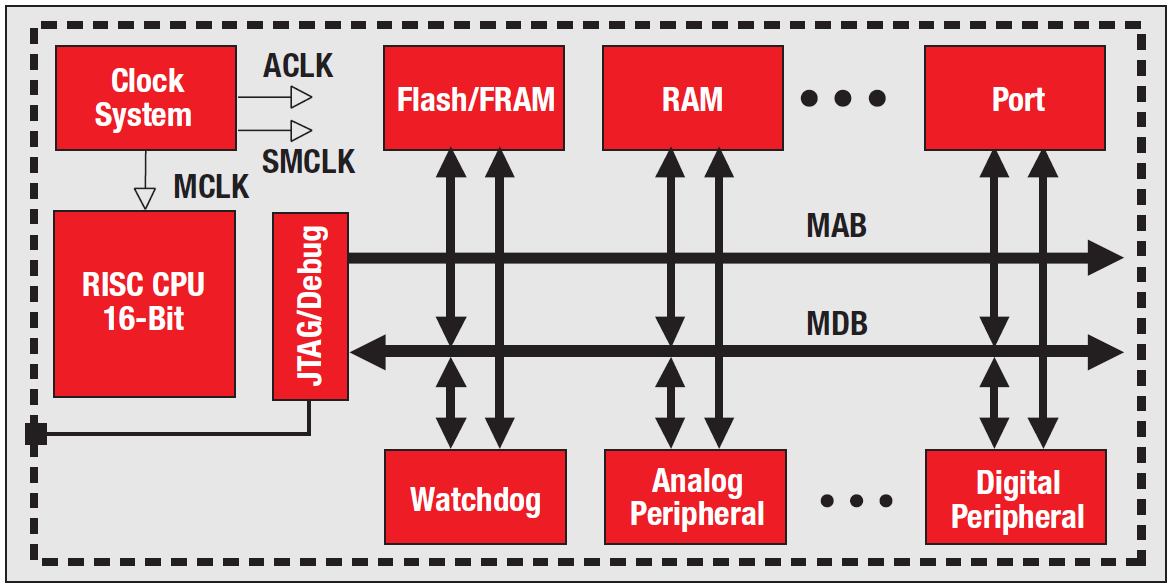 Clock
System
ACLK
SMCLK
MCLK
Flash/FRAM
RAM
Port
RISC CPU
16-Bit
JTAG/Debug
MAB
MDB
Watchdog
Analog
Peripheral
Digital
Peripheral